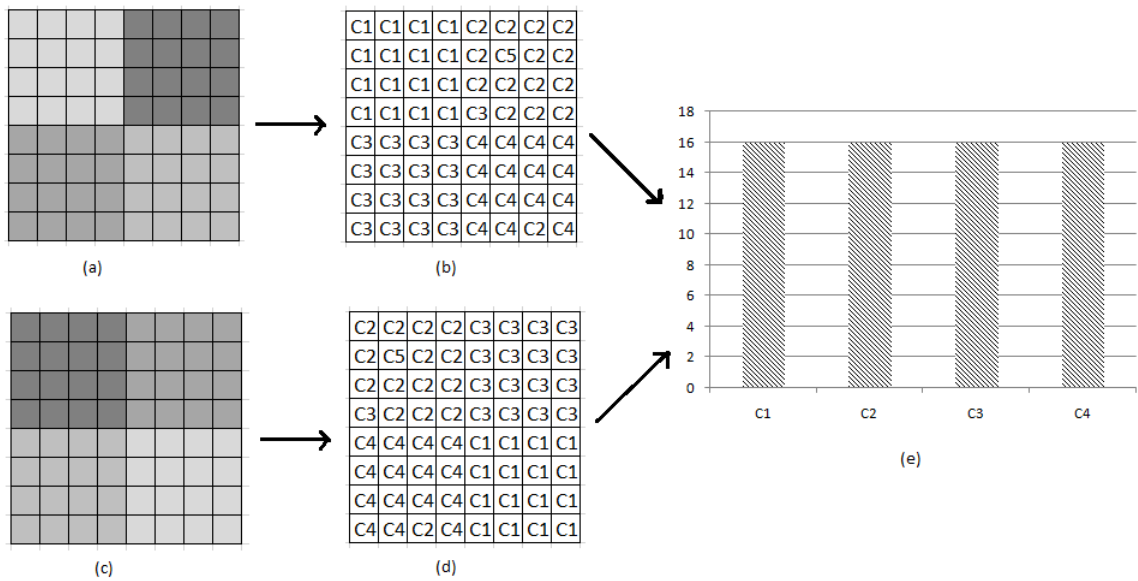 C1 C1 C1 C1 C2 C2 C2 C2
C1 C1 C1 C1 C2 C5 C2 C2
C1 C1 C1 C1 C2 C2 C2 C2
C1 C1 C1 C1 C3 C2 C2 C2
C3 C3 C3 C3 C4 C4 C4 C4
C3 C3 C3 C3 C4 C4 C4 C4
C3 C3 C3 C3 C4 C4 C4 C4
C3 C3 C3 C3 C4 C4 C2 C4
(a)
(b)
C2 C2 C2 C2 C3 C3 C3 C3
C2 C5 C2 C2 C3 C3 C3 C3
C2 C2 C2 C2 C3 C3 C3 C3
C3 C2 C2 C2 C3 C3 C3 C3
C4 C4 C4 C4 C1 C1 C1 C1
C4 C4 C4 C4 C1 C1 C1 C1
C4 C4 C4 C4 C1 C1 C1 C1
C4 C4 C2 C4 C1 C1 C1 C1
(c)
(d)
18
16
14
12
10
8
6
4
2
0
C1 C2 C3 C4
(e)